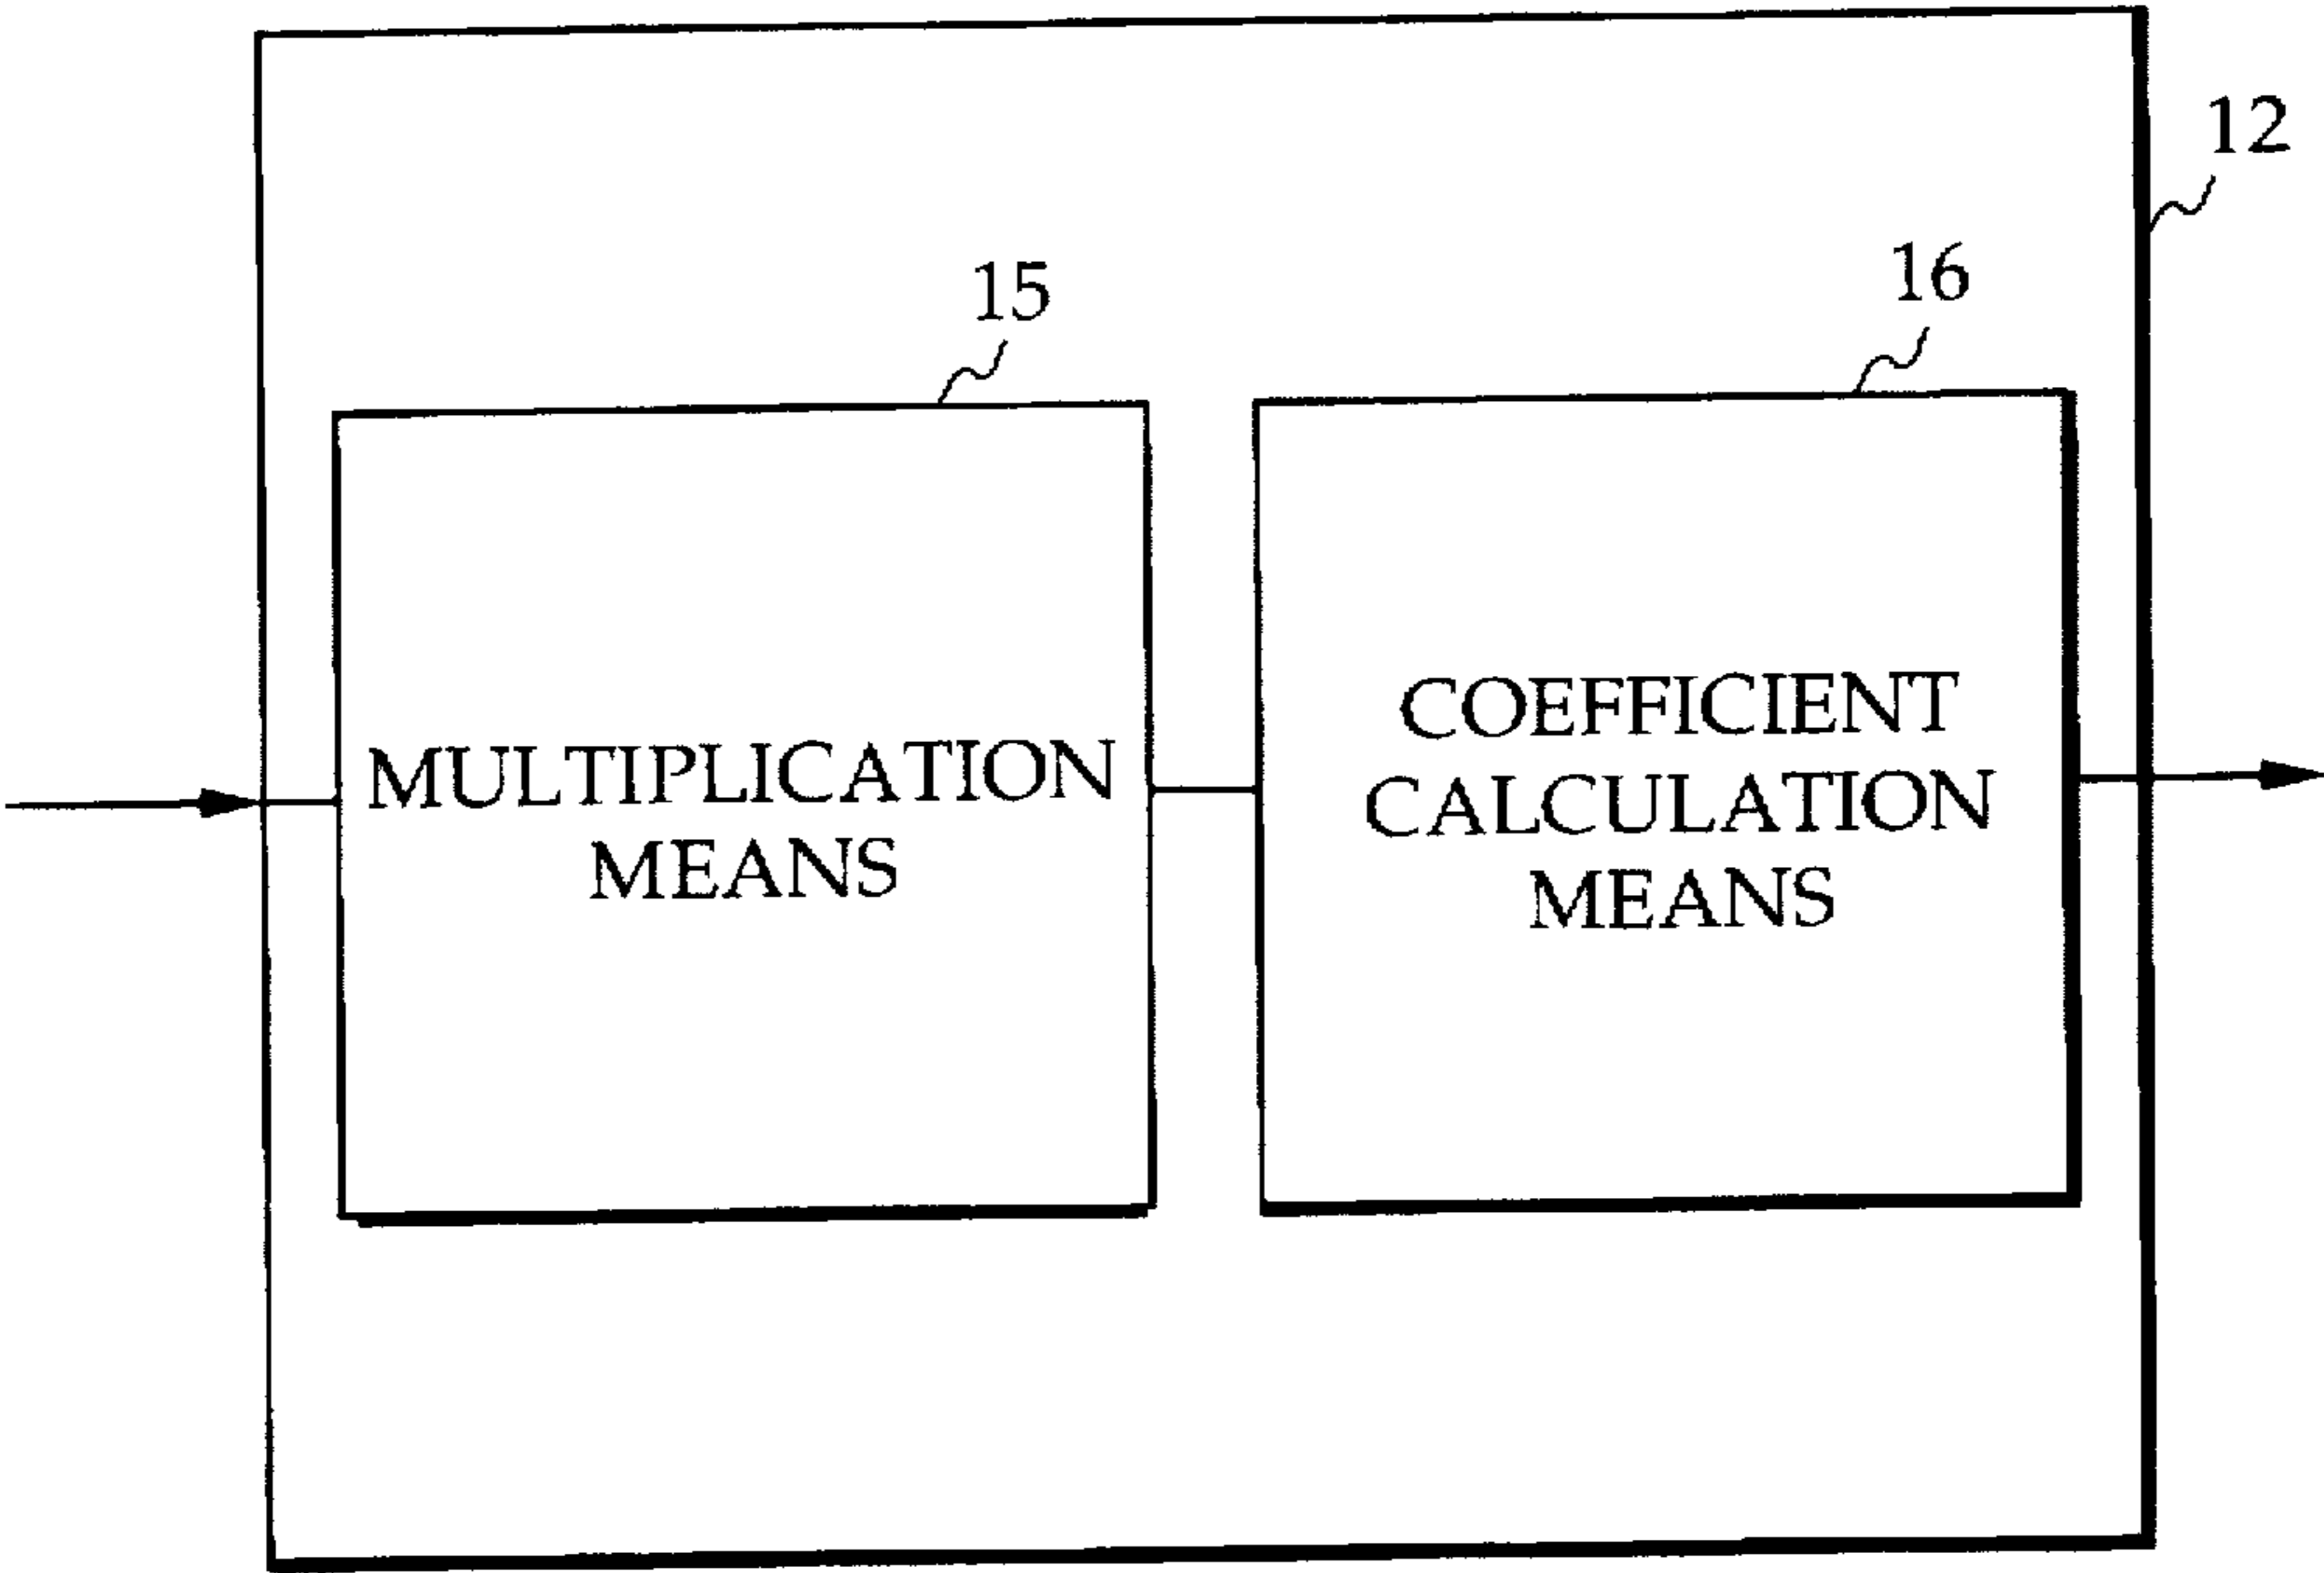 12
15
16
MULTIPLICATION
MEANS
COEFFICIENT
CALCULATION
MEANS